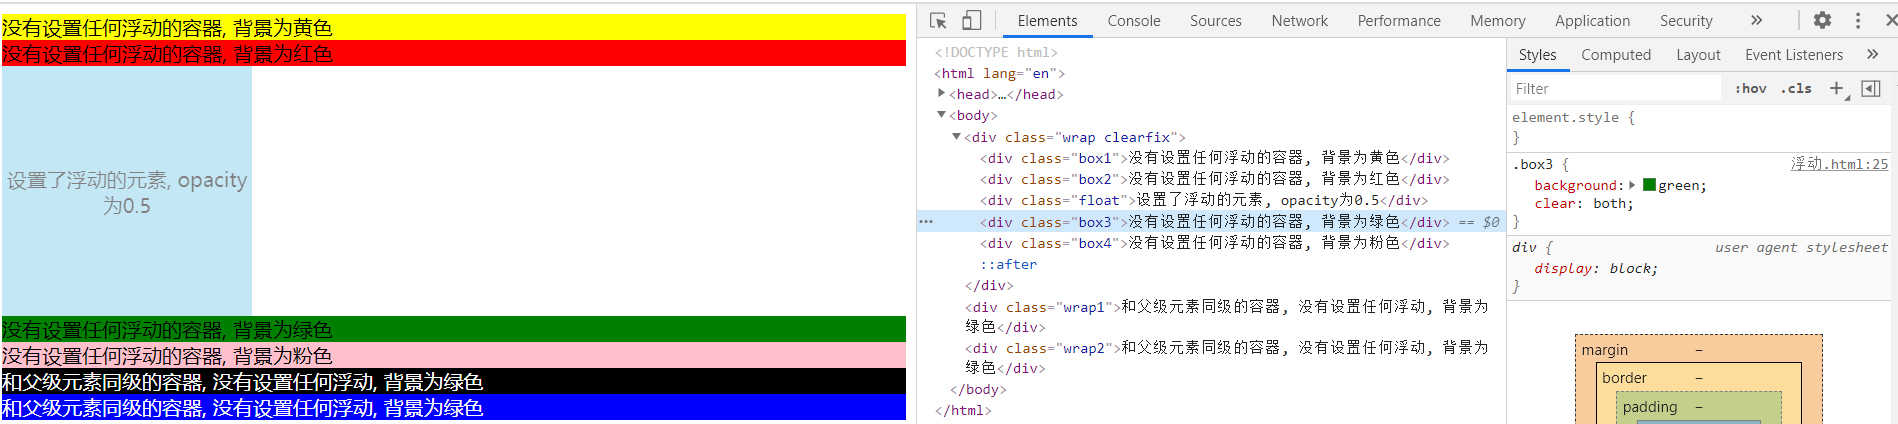 没有设置任何浮动的容器, 背景为黄色
没有设置任何浮动的容器, 背景为红色
设置了浮动的元素, opacity
为0.5
没有设置任何浮动的容器, 背景为绿色
没有设置任何浮动的容器, 背景为粉色
和父级元素同级的容器, 没有设置任何浮动, 背景为绿色
和父级元素同级的容器, 没有设置任何浮动, 背景为绿色
Elements Console Sources Network Performance Memory Application Security »
<!DOCTYPE html>
<html lang="en">
<head>…</head>
<body>
<div class="wrap clearfix">
<div class="box1">没有设置任何浮动的容器, 背景为黄色</div>
<div class="box2">没有设置任何浮动的容器, 背景为红色</div>
<div class="float">设置了浮动的元素, opacity为0.5</div>
<div class="box3">没有设置任何浮动的容器, 背景为绿色</div> == $0
<div class="box4">没有设置任何浮动的容器, 背景为粉色</div>
::after
</div>
<div class="wrap1">和父级元素同级的容器, 没有设置任何浮动, 背景为
绿色</div>
<div class="wrap2">和父级元素同级的容器, 没有设置任何浮动, 背景为
绿色</div>
</body>
</html>
Styles Computed Layout Event Listeners »
Filter :hov .cls +
element.style {
}
.box3 { 浮动.html:25
background: green;
clear: both;
}
div { user agent stylesheet
display: block;
}
margin –
border –
padding –